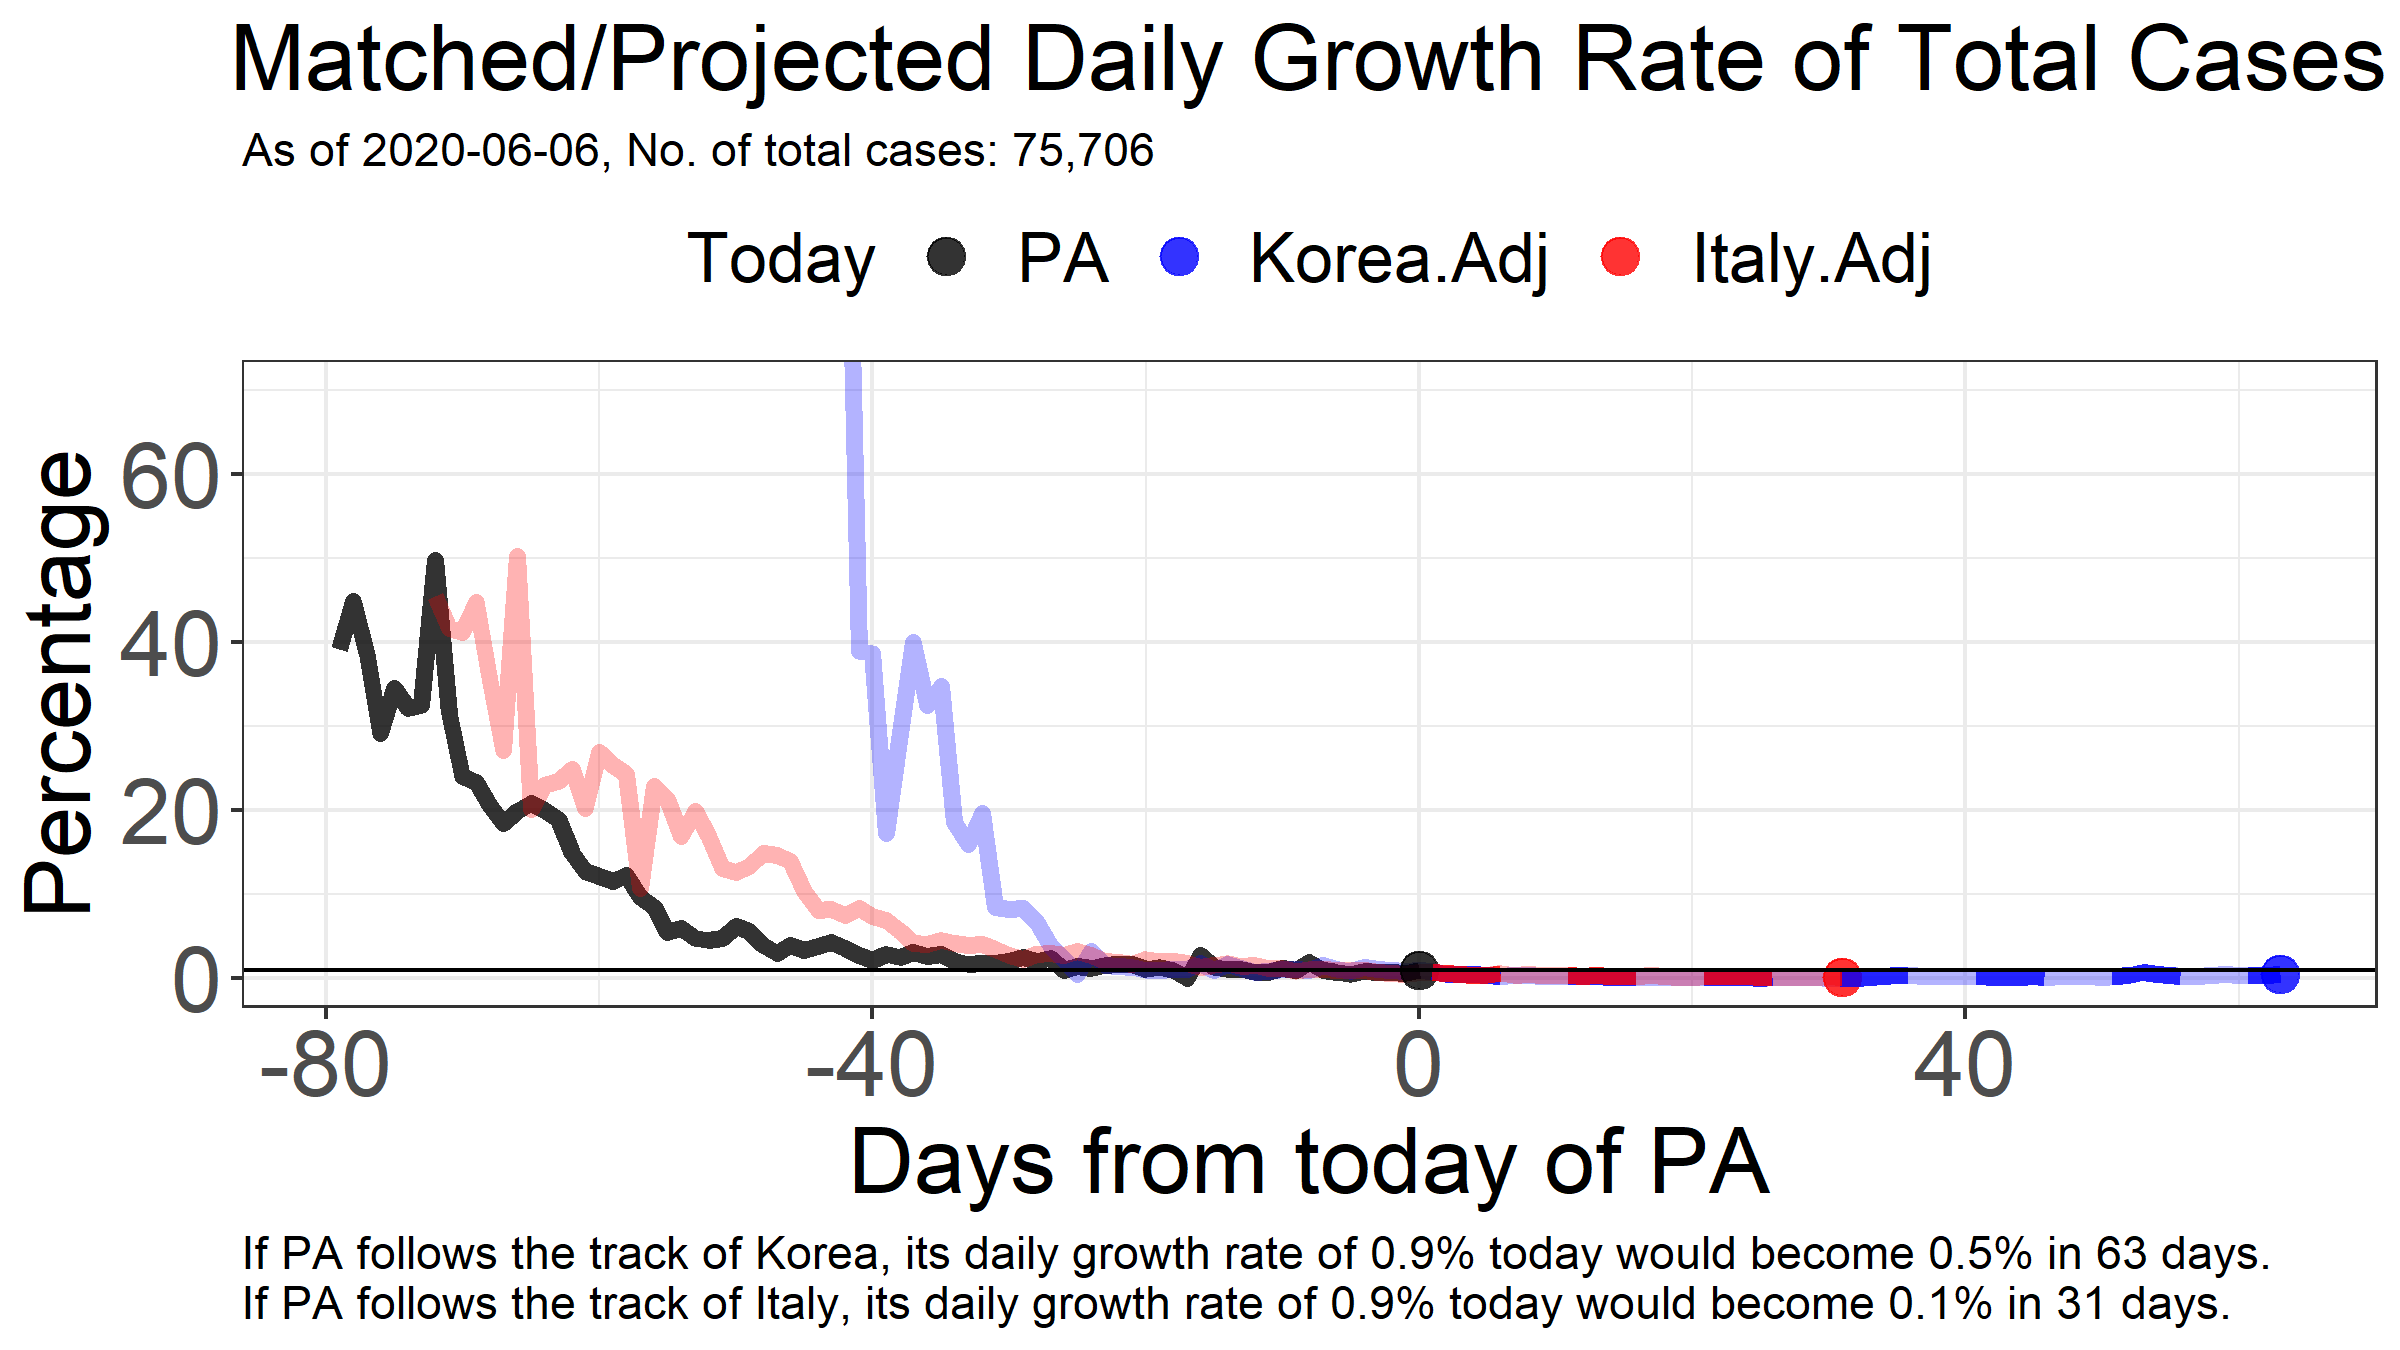 Matched/Projected Daily Growth Rate of Total Cases
As of 2020-06-06, No. of total cases: 75,706
Today PA Korea.Adj Italy.Adj
Percentage
60
40
20
0
-80 -40 0 40
Days from today of PA
If PA follows the track of Korea, its daily growth rate of 0.9% today would become 0.5% in 63 days.
If PA follows the track of Italy, its daily growth rate of 0.9% today would become 0.1% in 31 days.